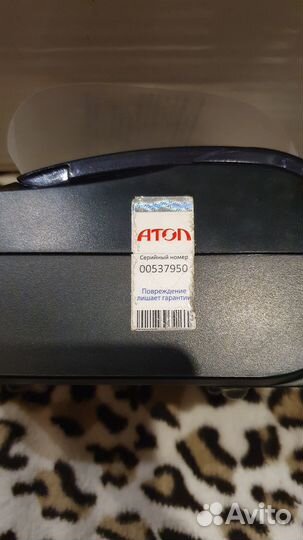 АТОЛ
Серийный номер
00537950
Повреждение
лишает гарантии
Avito